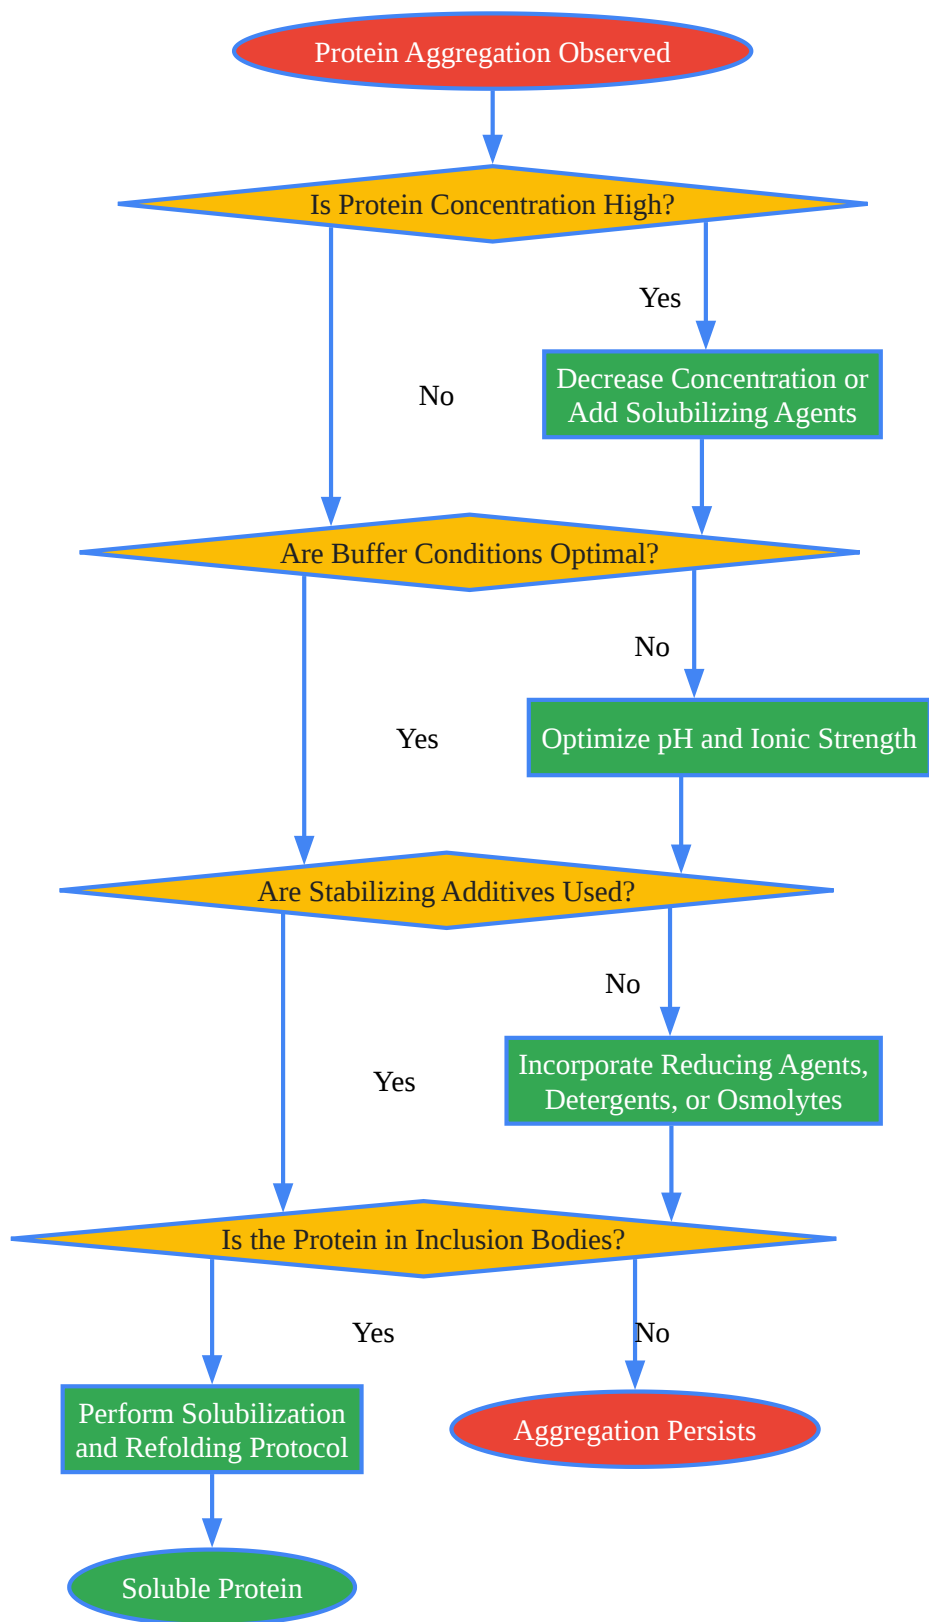 Protein Aggregation Observed
Is Protein Concentration High?
Yes
Decrease Concentration or
Add Solubilizing Agents
No
Are Buffer Conditions Optimal?
No
Optimize pH and Ionic Strength
Yes
Are Stabilizing Additives Used?
No
Incorporate Reducing Agents,
Detergents, or Osmolytes
Yes
Is the Protein in Inclusion Bodies?
Yes
No
Perform Solubilization
and Refolding Protocol
Aggregation Persists
Soluble Protein